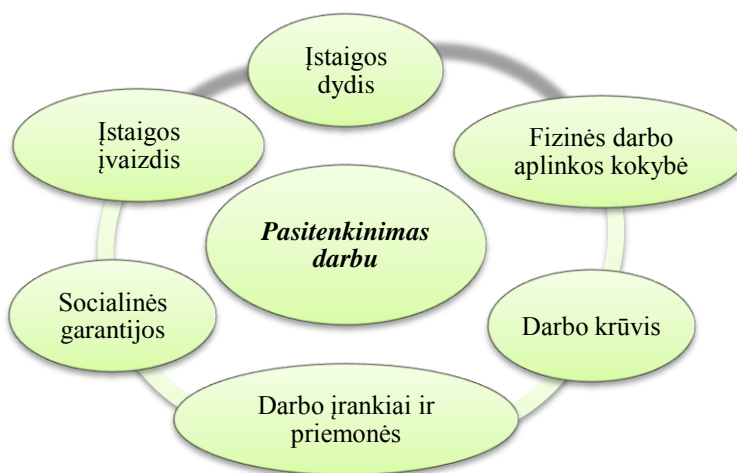 Įstaigos
dydis
Fizinės darbo
aplinkos kokybė
Darbo krūvis
Darbo įrankiai ir
priemonės
Socialinės
garantijos
Įstaigos
įvaizdis
Pasitenkinimas
darbu